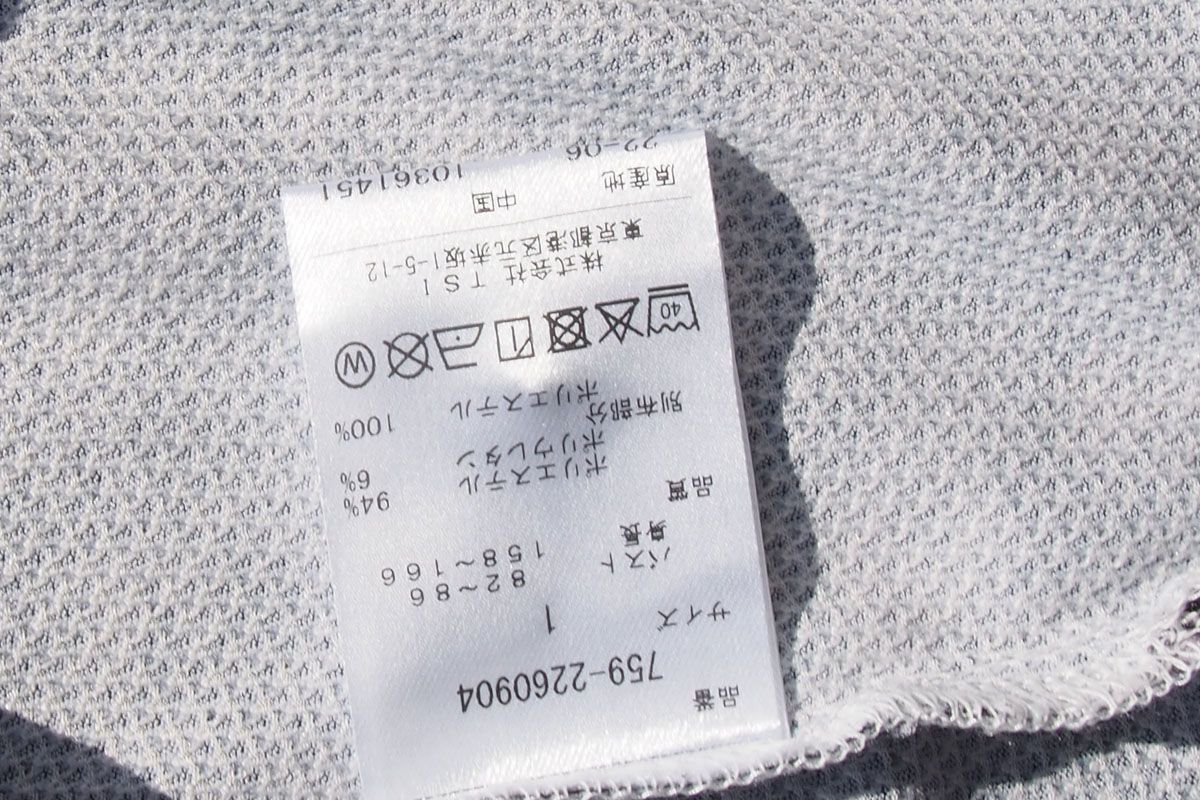 品番 759-2260904
サイズ 1
バスト 82~86
身長 158~166
品質
ポリエステル 94%
ポリウレタン 6%
別布部分
ポリエステル 100%
40 W
株式会社 TSI
東京都港区元赤坂1-5-12
原産地 中国
22-06 10361451